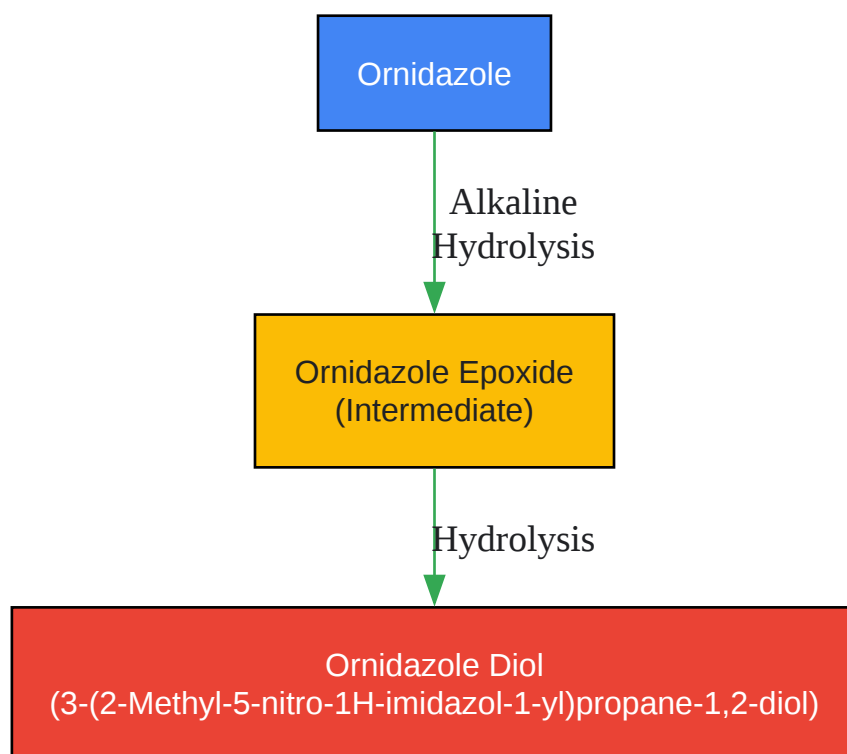 Ornidazole
Alkaline
Hydrolysis
Ornidazole Epoxide
(Intermediate)
Hydrolysis
Ornidazole Diol
(3-(2-Methyl-5-nitro-1H-imidazol-1-yl)propane-1,2-diol)